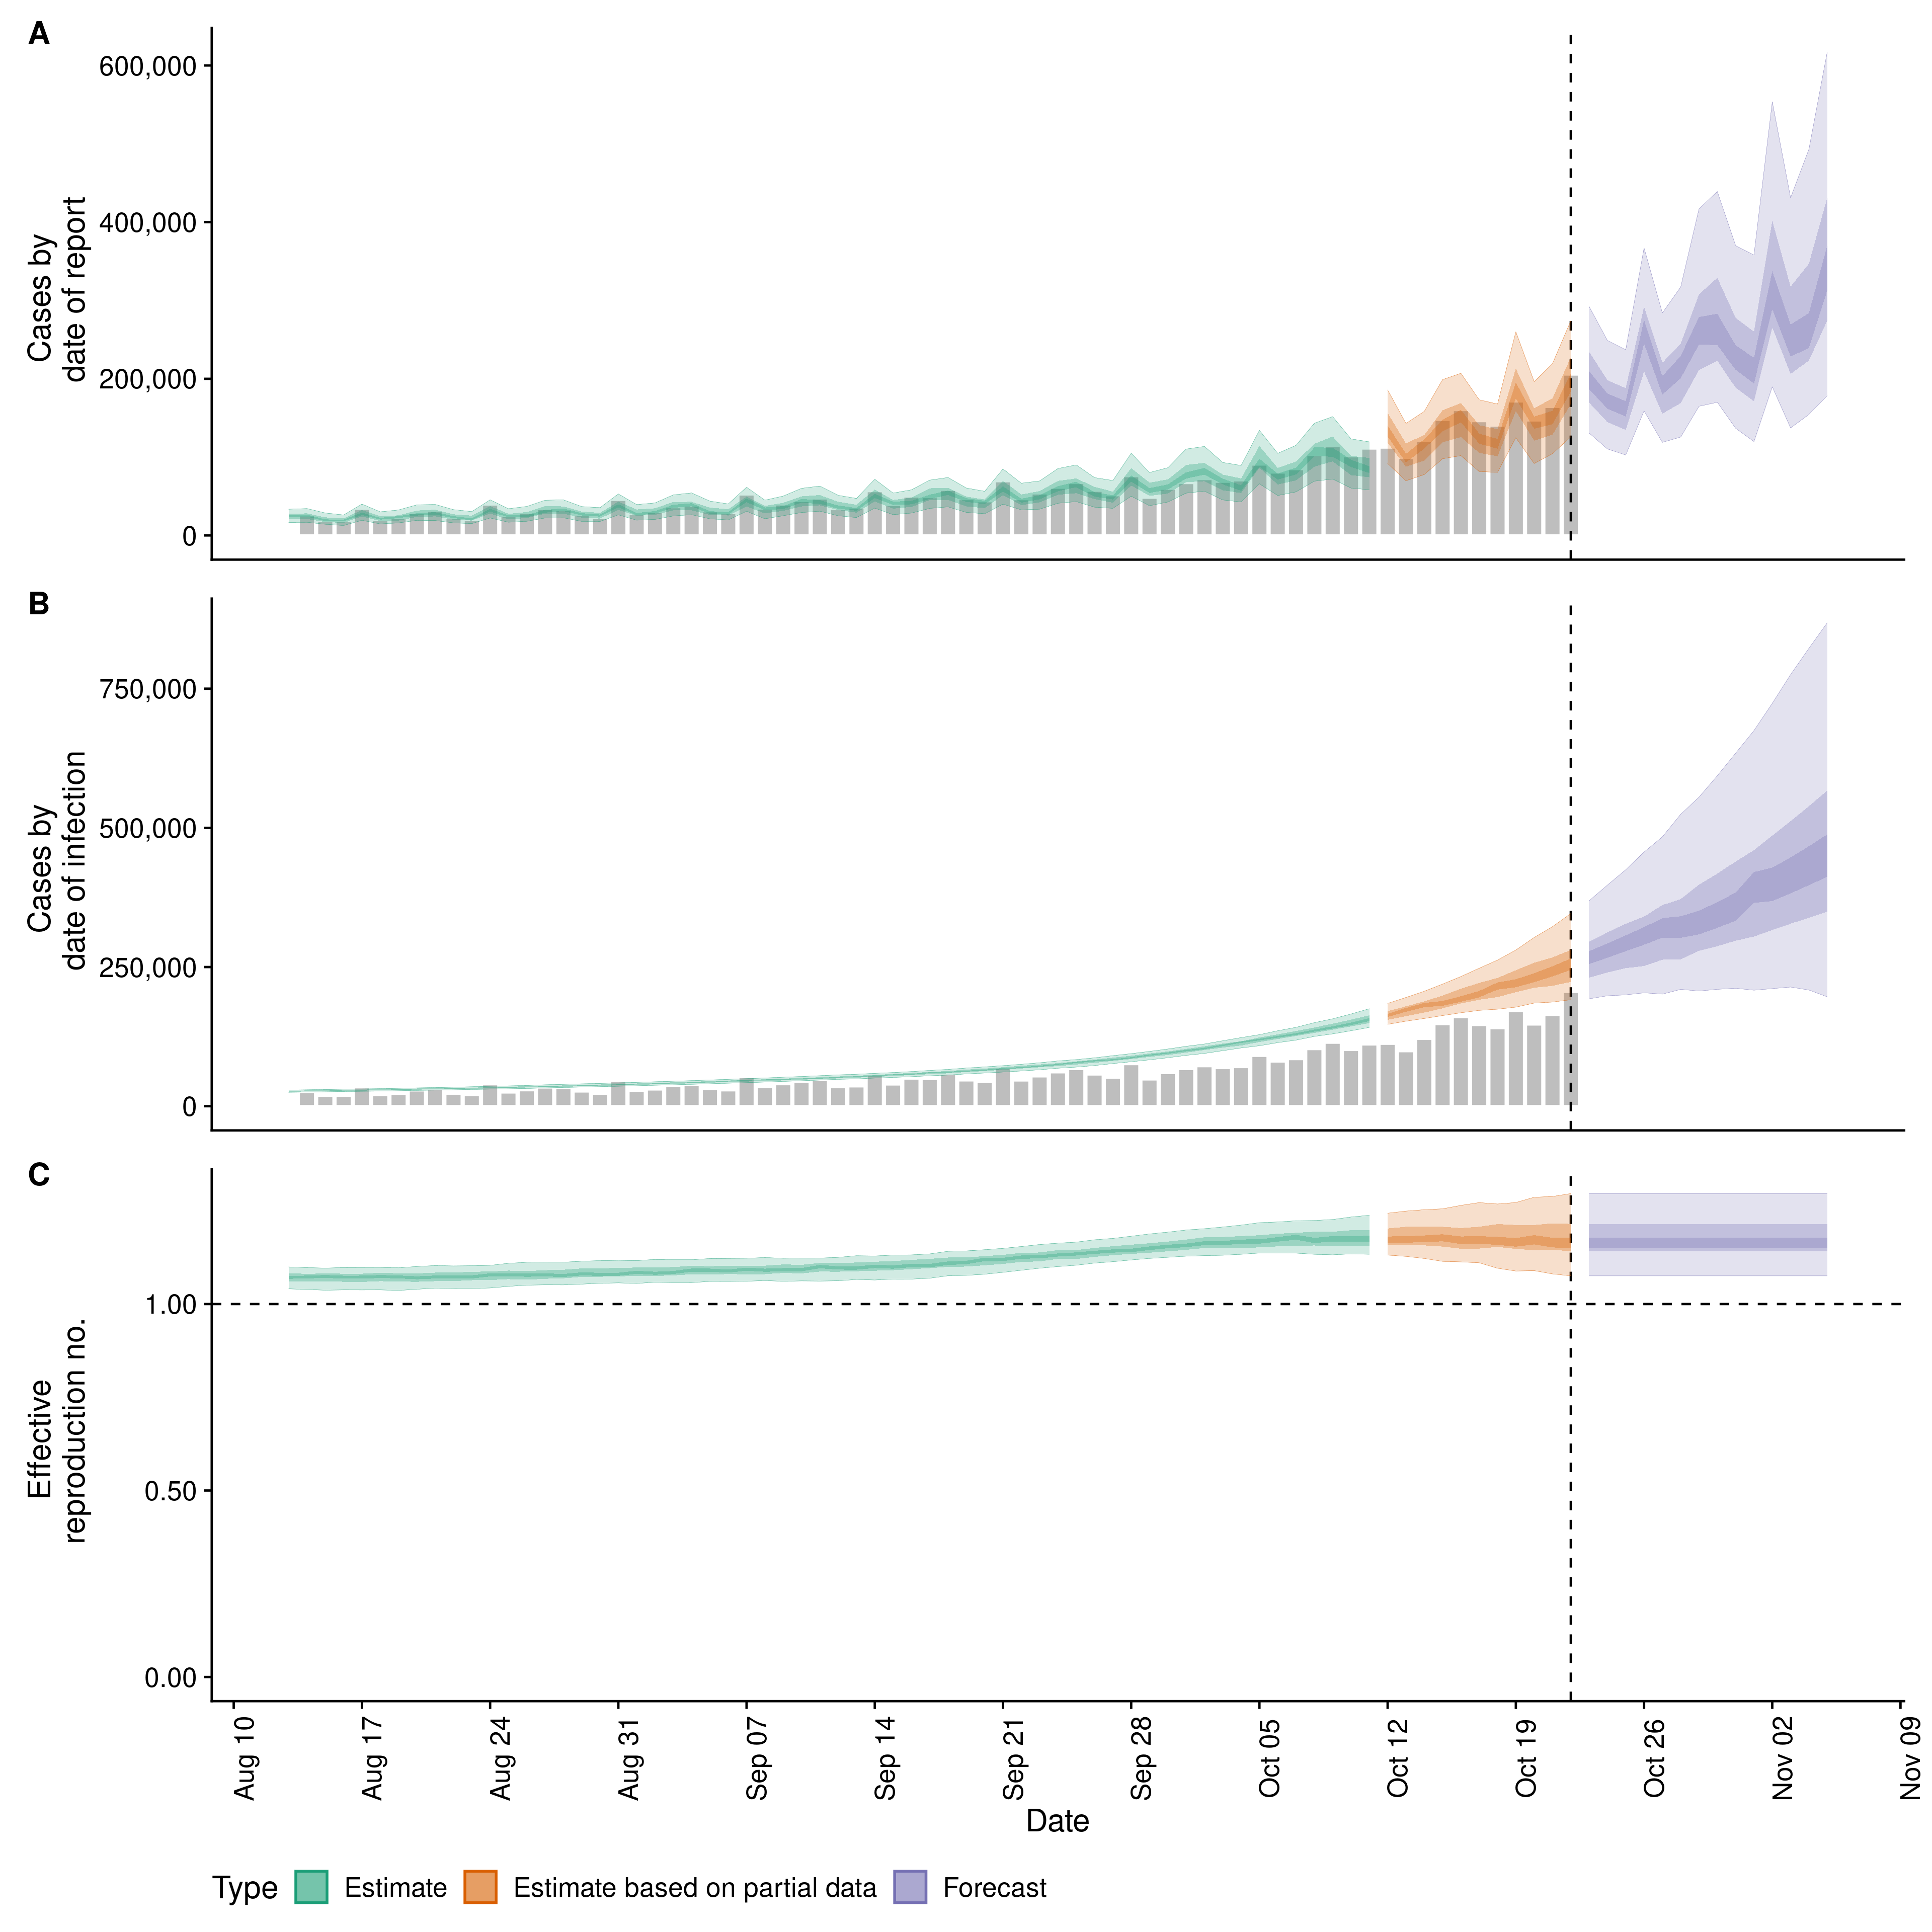 A
Cases by
date of report
600,000
400,000
200,000
0
B
Cases by
date of infection
750,000
500,000
250,000
0
C
Effective
reproduction no.
1.00
0.50
0.00
Aug 10
Aug 17
Aug 24
Aug 31
Sep 07
Sep 14
Sep 21
Sep 28
Oct 05
Oct 12
Oct 19
Oct 26
Nov 02
Nov 09
Date
Type Estimate Estimate based on partial data Forecast